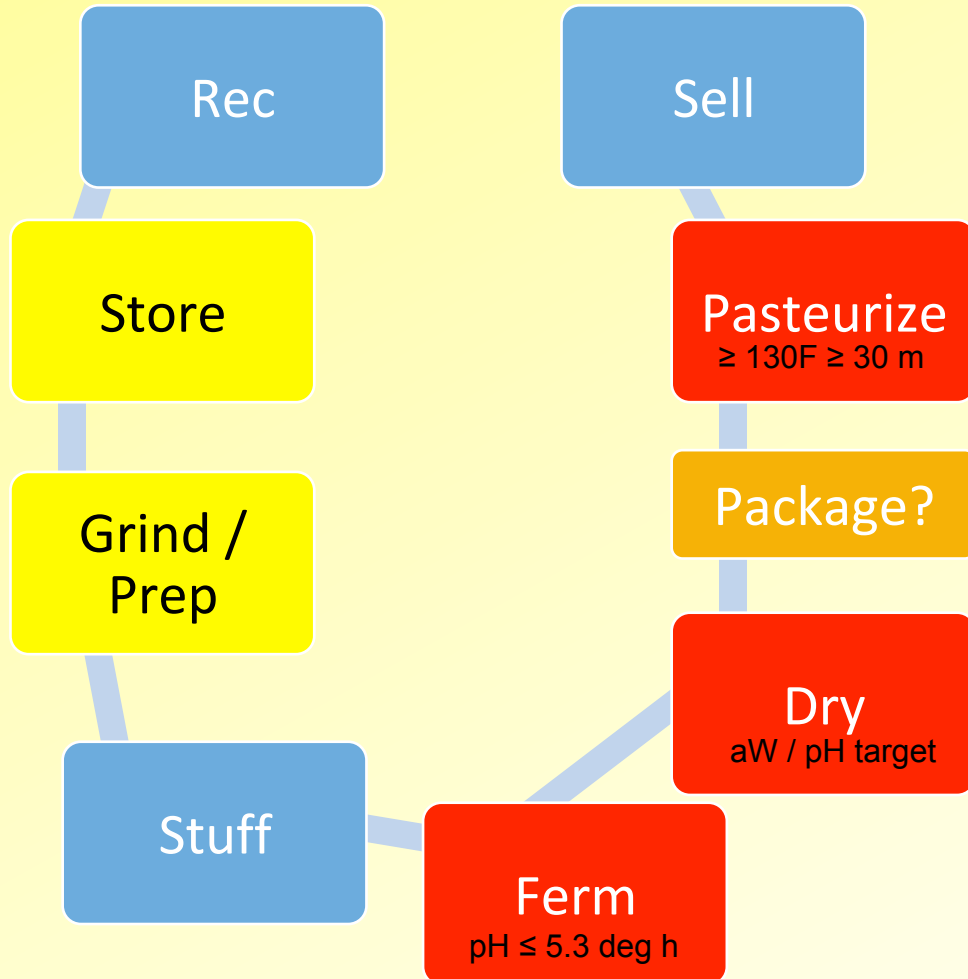 Rec
Store
Grind /
Prep
Stuff
Ferm
pH ≤ 5.3 deg h
Dry
aW / pH target
Package?
Pasteurize
≥ 130F ≥ 30 m
Sell